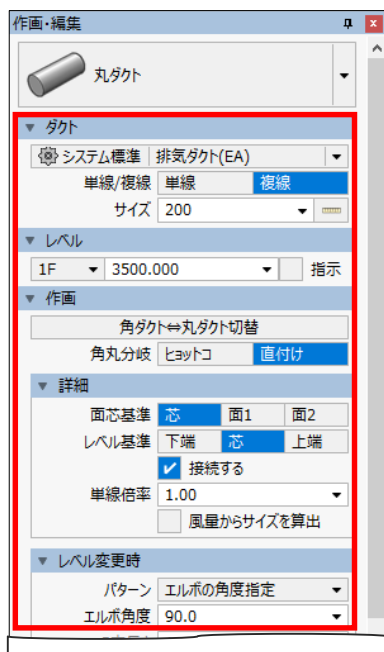 作画・編集
丸ダクト
ダクト
システム標準 排気ダクト(EA)
単線/複線 単線 複線
サイズ 200
レベル
1F 3500.000 指示
作画
角ダクト⇔丸ダクト切替
角丸分岐 ヒョットコ 直付け
詳細
面芯基準 芯 面1 面2
レベル基準 下端 芯 上端
接続する
単線倍率 1.00
風量からサイズを算出
レベル変更時
パターン エルボの角度指定
エルボ角度 90.0